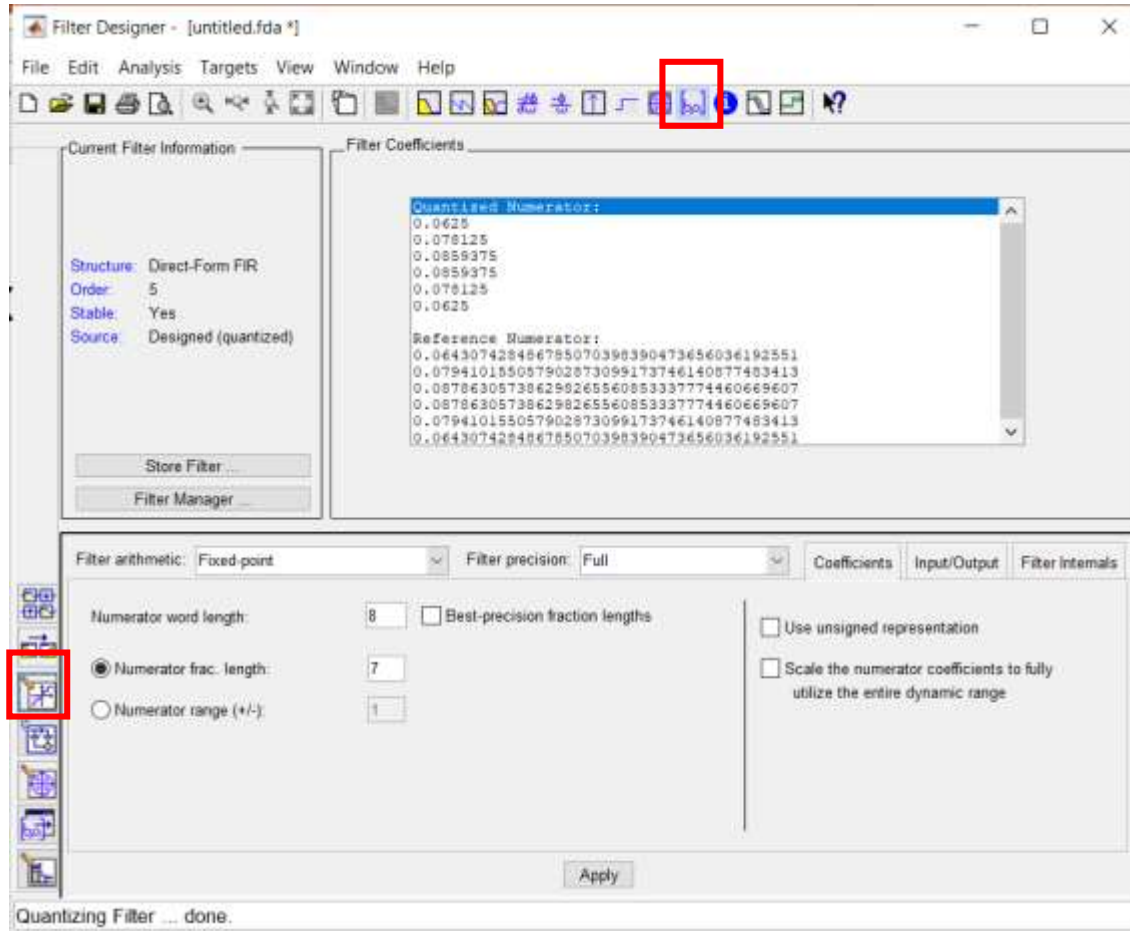 Filter Designer - [untitled.fda *]
File Edit Analysis Targets View Window Help
Current Filter Information
Structure: Direct-Form FIR
Order: 5
Stable: Yes
Source: Designed (quantized)
Store Filter ...
Filter Manager ...
Filter Coefficients
Quantized Numerator:
0.0625
0.078125
0.0859375
0.0859375
0.078125
0.0625
Reference Numerator:
0.064307428486785070398390473656036192551
0.079410155057902873099173746140877483413
0.087863057386298265560853337774460669607
0.087863057386298265560853337774460669607
0.079410155057902873099173746140877483413
0.064307428486785070398390473656036192551
Filter arithmetic: Fixed-point Filter precision: Full Coefficients Input/Output Filter Internals
Numerator word length: 8 Best-precision fraction lengths
Numerator frac. length: 7
Numerator range (+/-): 1
Use unsigned representation
Scale the numerator coefficients to fully
utilize the entire dynamic range
Apply
Quantizing Filter ... done.